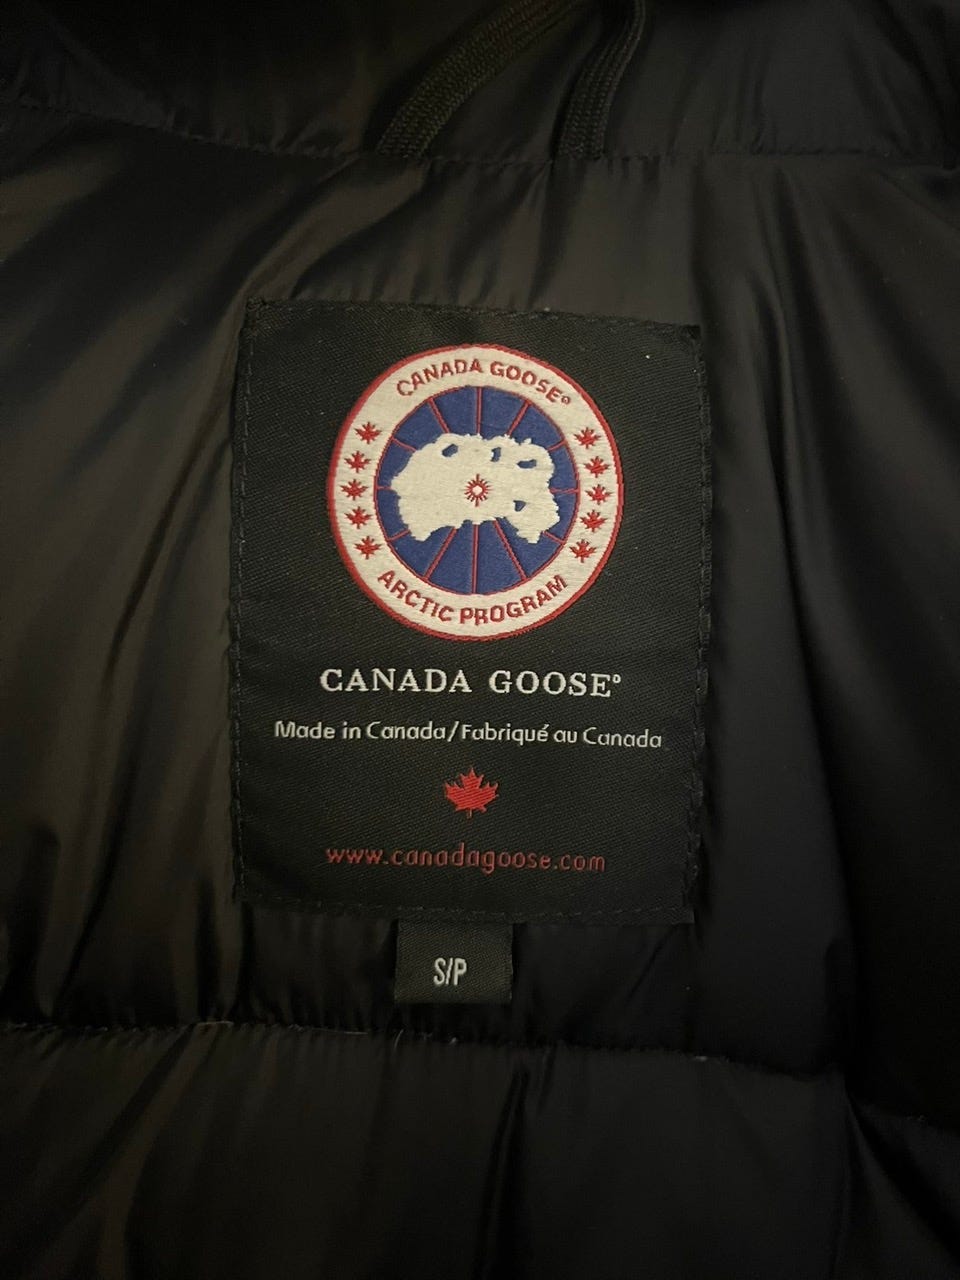 CANADA GOOSE®
ARCTIC PROGRAM
CANADA GOOSE®
Made in Canada/Fabriqué au Canada
www.canadagoose.com
S/P